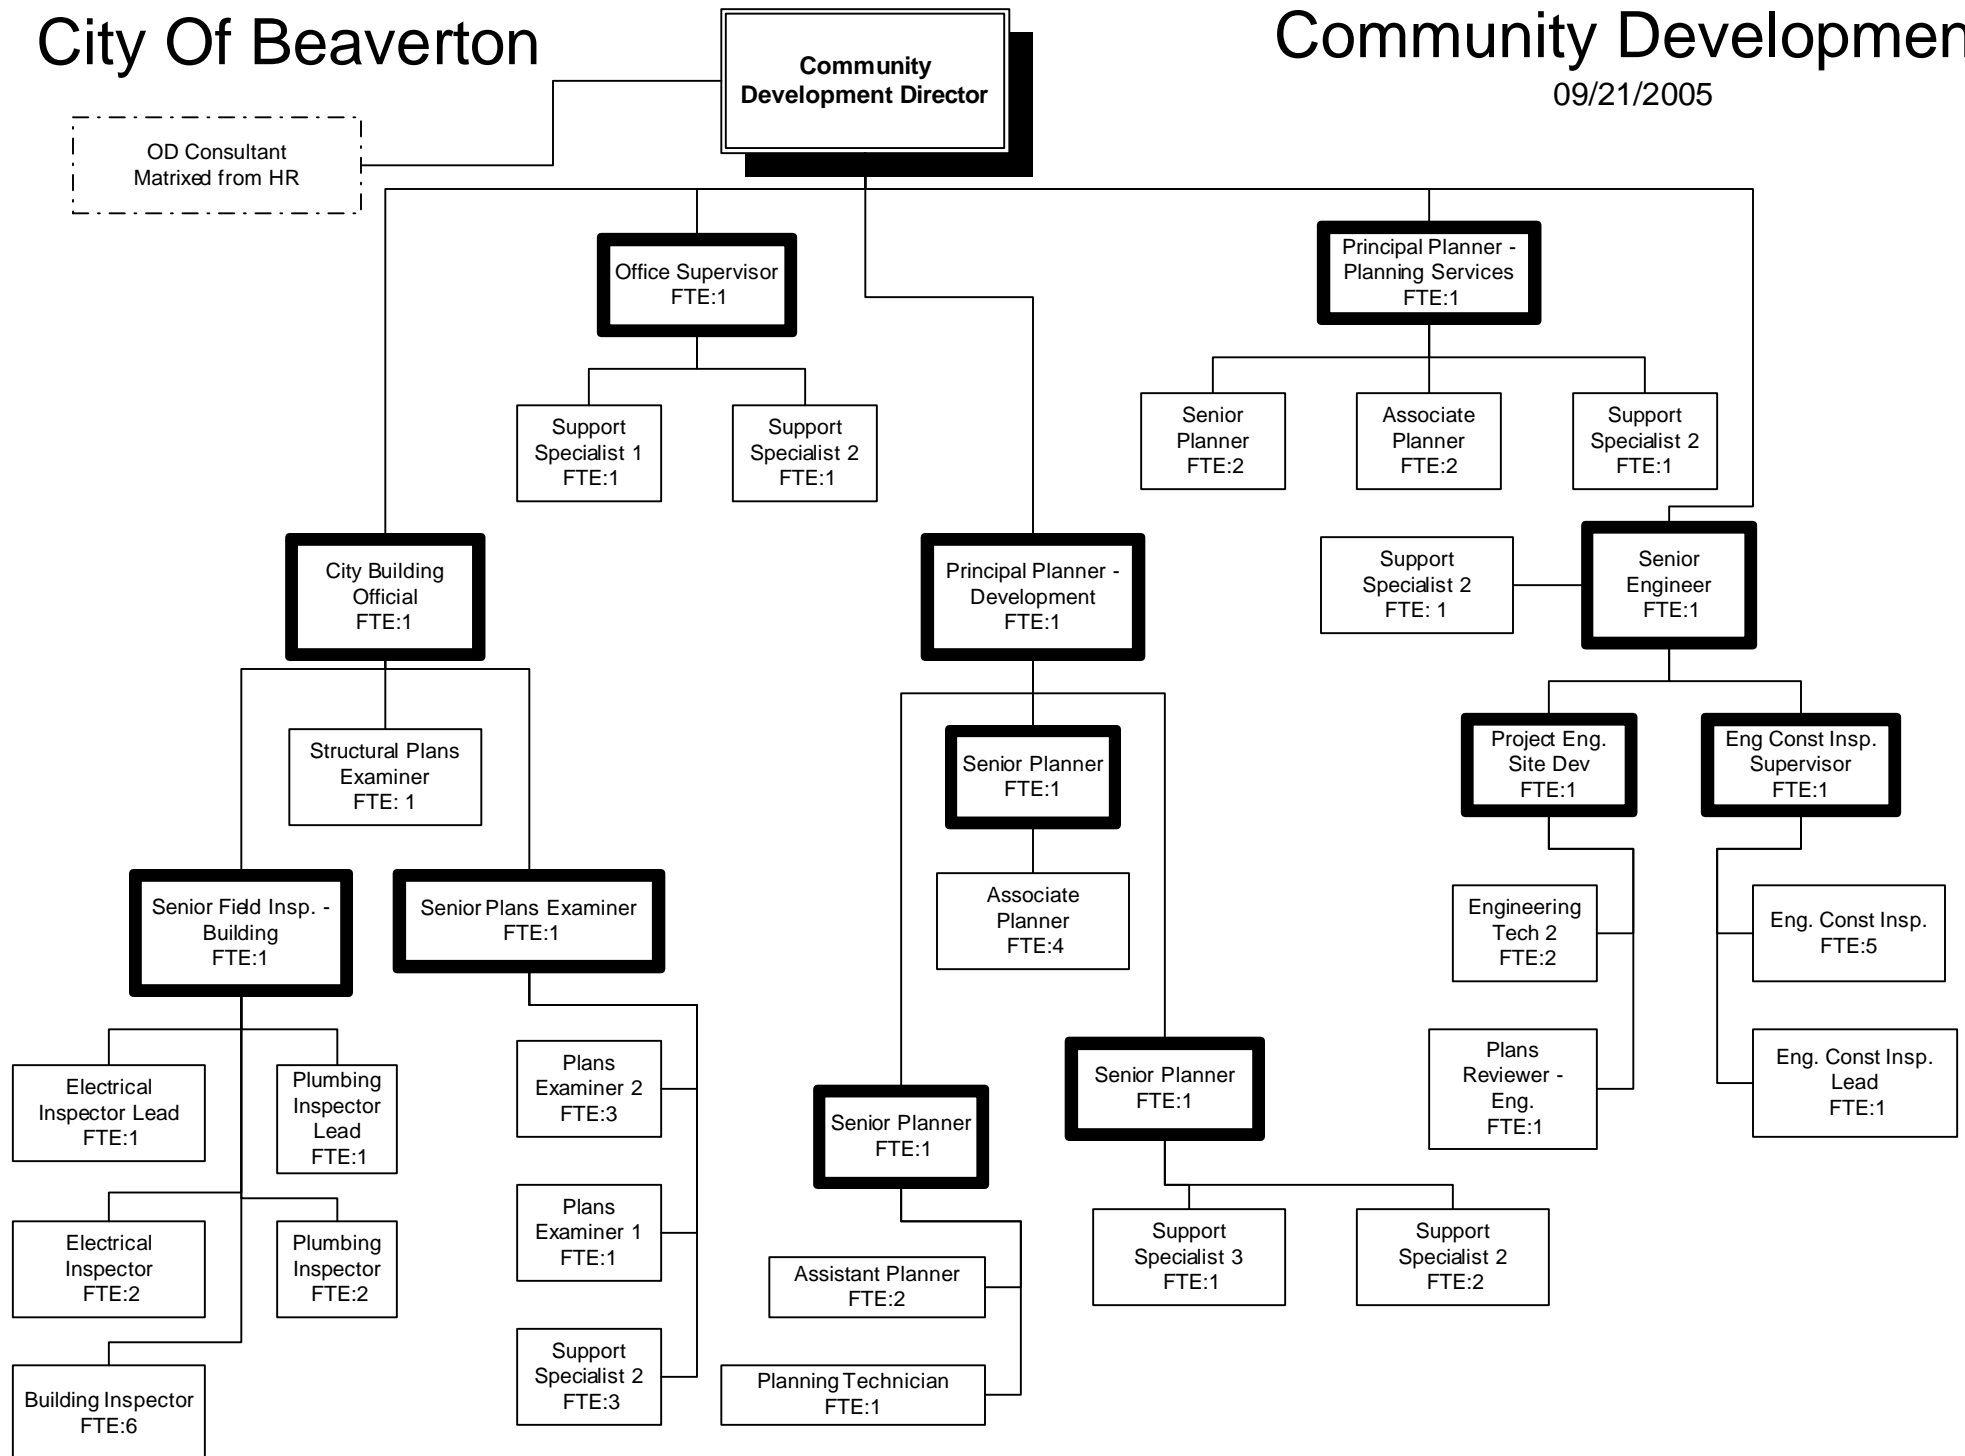 City Of Beaverton
Community Developmen
09/21/2005
Community
Development Director
OD Consultant
Matrixed from HR
Office Supervisor
FTE:1
Principal Planner -
Planning Services
FTE:1
Support
Specialist 1
FTE:1
Support
Specialist 2
FTE:1
Senior
Planner
FTE:2
Associate
Planner
FTE:2
Support
Specialist 2
FTE:1
City Building
Official
FTE:1
Principal Planner -
Development
FTE:1
Support
Specialist 2
FTE: 1
Senior
Engineer
FTE:1
Structural Plans
Examiner
FTE: 1
Senior Planner
FTE:1
Project Eng.
Site Dev
FTE:1
Eng Const Insp.
Supervisor
FTE:1
Senior Field Insp. -
Building
FTE:1
Senior Plans Examiner
FTE:1
Associate
Planner
FTE:4
Engineering
Tech 2
FTE:2
Eng. Const Insp.
FTE:5
Electrical
Inspector Lead
FTE:1
Plumbing
Inspector
Lead
FTE:1
Plans
Examiner 2
FTE:3
Senior Planner
FTE:1
Senior Planner
FTE:1
Plans
Reviewer -
Eng.
FTE:1
Eng. Const Insp.
Lead
FTE:1
Electrical
Inspector
FTE:2
Plumbing
Inspector
FTE:2
Plans
Examiner 1
FTE:1
Assistant Planner
FTE:2
Support
Specialist 3
FTE:1
Support
Specialist 2
FTE:2
Building Inspector
FTE:6
Support
Specialist 2
FTE:3
Planning Technician
FTE:1